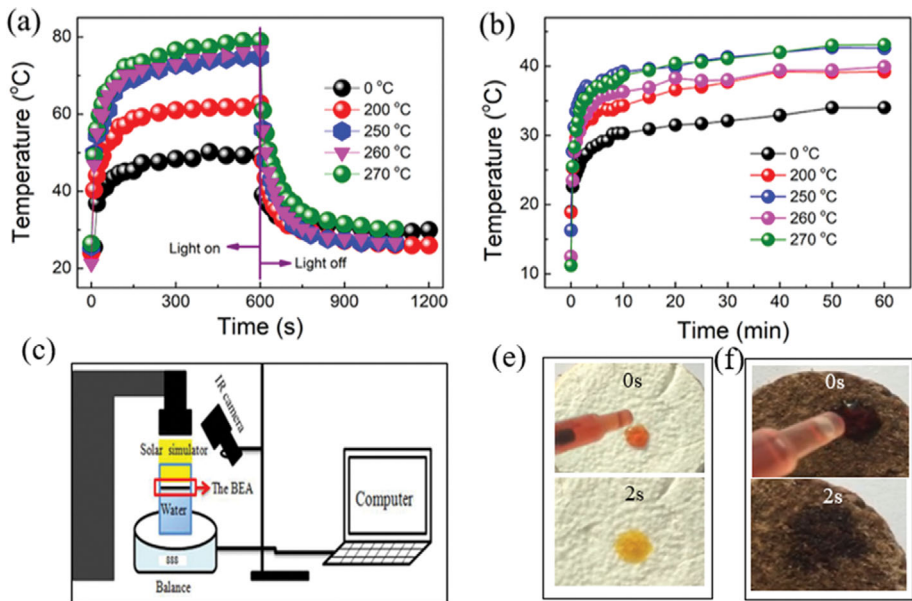 (a)
Temperature (°C)
80
60
40
20
0 °C
200 °C
250 °C
260 °C
270 °C
Light on
Light off
0
300
600
900
1200
Time (s)
(b)
Temperature (°C)
40
30
20
10
0 °C
200 °C
250 °C
260 °C
270 °C
0
10
20
30
40
50
60
Time (min)
(c)
IR camera
Solar simulator
The BEA
Water
888
Balance
Computer
(e)
0s
2s
(f)
0s
2s